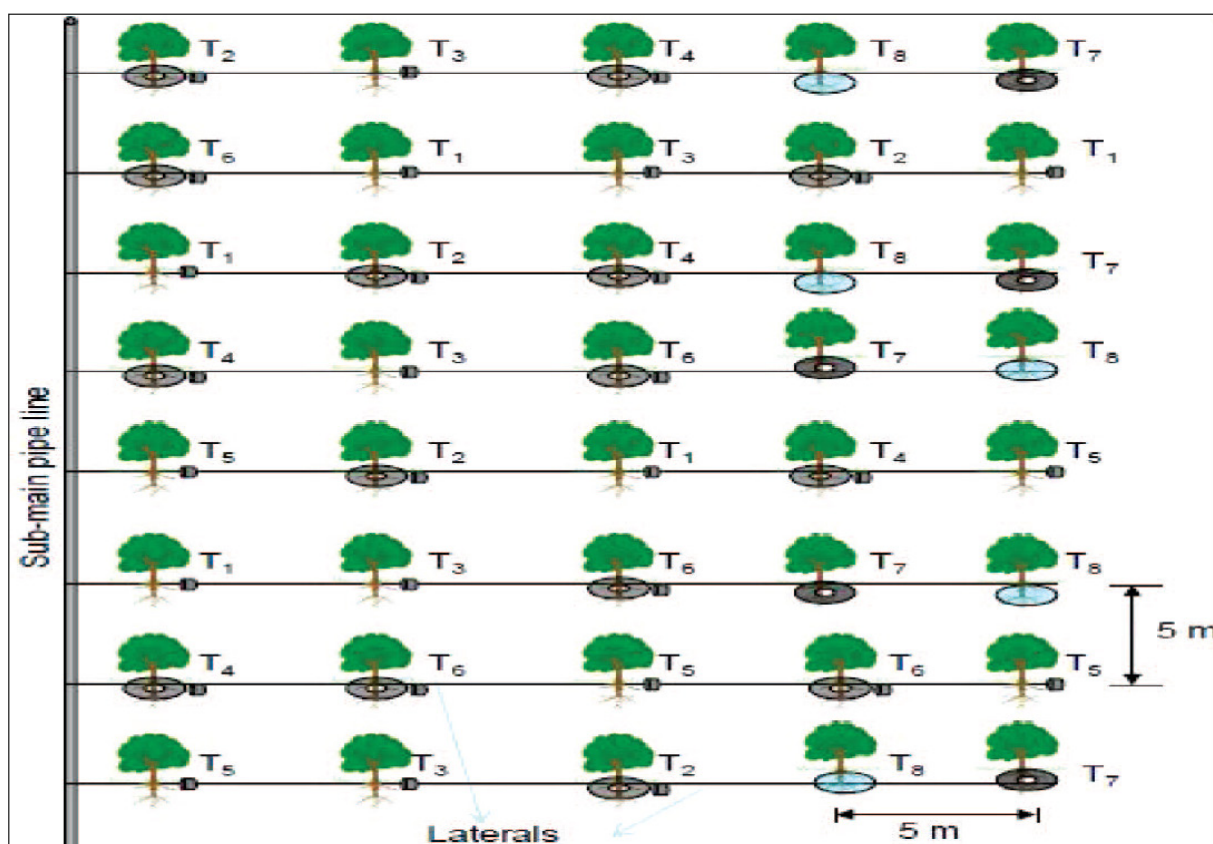 T₂ T₃ T₄ T₈ T₇
T₆ T₁ T₃ T₂ T₁
T₁ T₂ T₄ T₈ T₇
T₄ T₃ T₆ T₇ T₈
T₅ T₂ T₁ T₄ T₅
T₁ T₃ T₆ T₇ T₈
5 m
T₄ T₆ T₅ T₆ T₅
T₅ T₃ T₂ T₈ T₇
5 m
Laterals
Sub-main pipe line